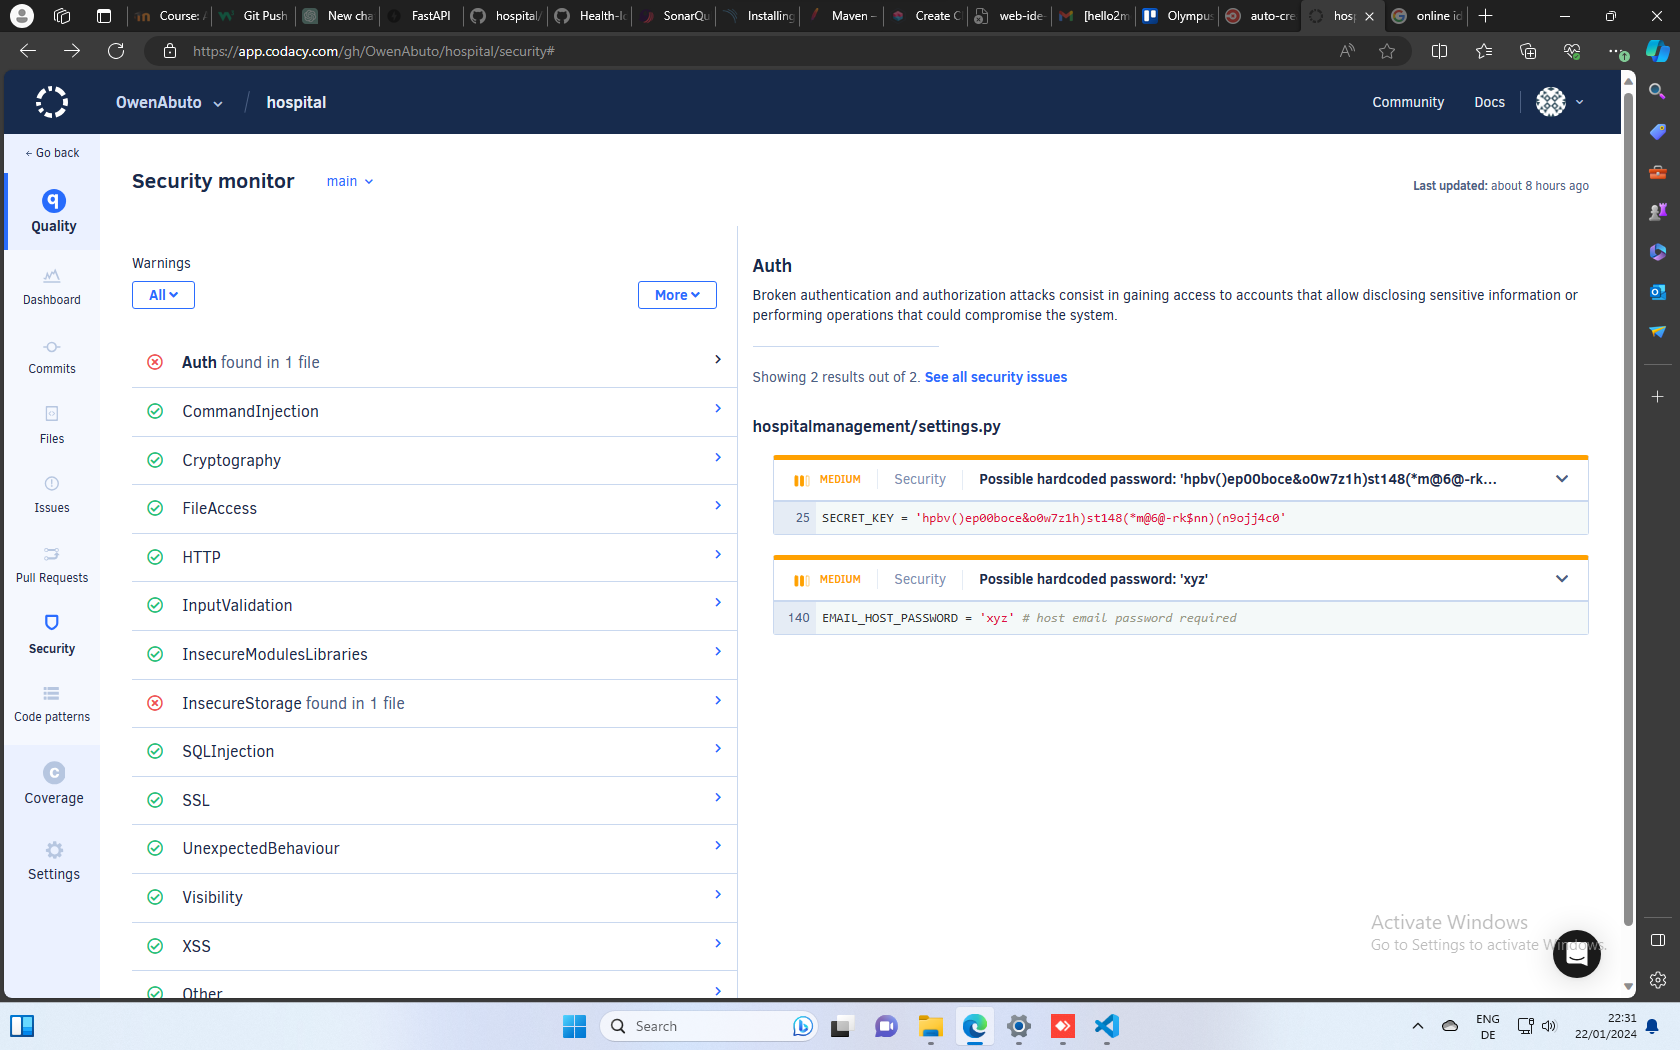 Course: A
Git Push
New cha
FastAPI
hospital/
Health-Ic
SonarQu
Installing
Maven –
Create Cl
web-ide-
[hello2m
Olympus
auto-cre
hosp
online id
https://app.codacy.com/gh/OwenAbuto/hospital/security#
OwenAbuto / hospital
Community
Docs
← Go back
Quality
Dashboard
Commits
Files
Issues
Pull Requests
Security
Code patterns
Coverage
Settings
Security monitor
main
Last updated: about 8 hours ago
Warnings
All
More
Auth found in 1 file
CommandInjection
Cryptography
FileAccess
HTTP
InputValidation
InsecureModulesLibraries
InsecureStorage found in 1 file
SQLInjection
SSL
UnexpectedBehaviour
Visibility
XSS
Other
Auth
Broken authentication and authorization attacks consist in gaining access to accounts that allow disclosing sensitive information or
performing operations that could compromise the system.
Showing 2 results out of 2. See all security issues
hospitalmanagement/settings.py
MEDIUM Security Possible hardcoded password: 'hpbv()ep00boce&o0w7z1h)st148(*m@6@-rk...
25 SECRET_KEY = 'hpbv()ep00boce&o0w7z1h)st148(*m@6@-rk$nn)(n9ojj4c0'
MEDIUM Security Possible hardcoded password: 'xyz'
140 EMAIL_HOST_PASSWORD = 'xyz' # host email password required
Activate Windows
Go to Settings to activate Windows.
Search
ENG
DE
22:31
22/01/2024